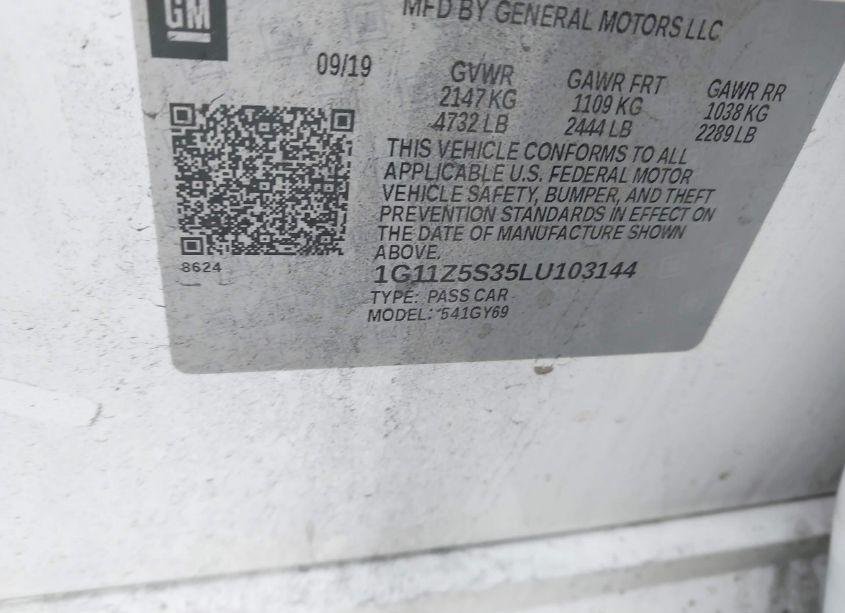 GM
MFD BY GENERAL MOTORS LLC
09/19
GVWR
2147 KG
4732 LB
GAWR FRT
1109 KG
2444 LB
GAWR RR
1038 KG
2289 LB
THIS VEHICLE CONFORMS TO ALL
APPLICABLE U.S. FEDERAL MOTOR
VEHICLE SAFETY, BUMPER, AND THEFT
PREVENTION STANDARDS IN EFFECT ON
THE DATE OF MANUFACTURE SHOWN
ABOVE.
8624
1G11Z5S35LU103144
TYPE: PASS CAR
MODEL: 541GY69